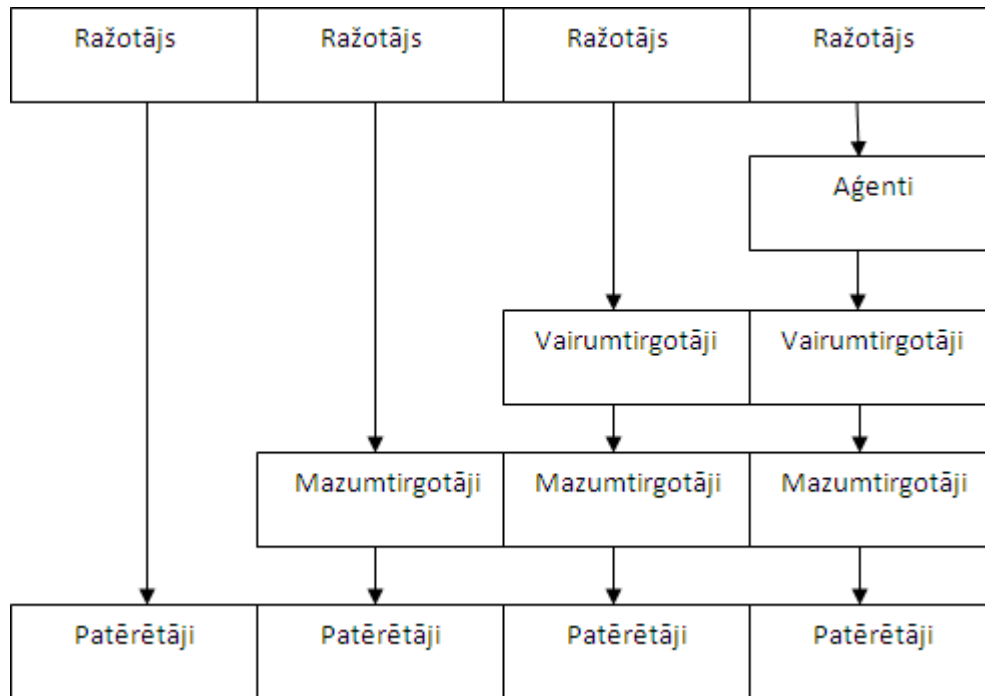 Ražotājs Ražotājs Ražotājs Ražotājs
Aģenti
Vairumtirgotāji Vairumtirgotāji
Mazumtirgotāji Mazumtirgotāji Mazumtirgotāji
Patērētāji Patērētāji Patērētāji Patērētāji